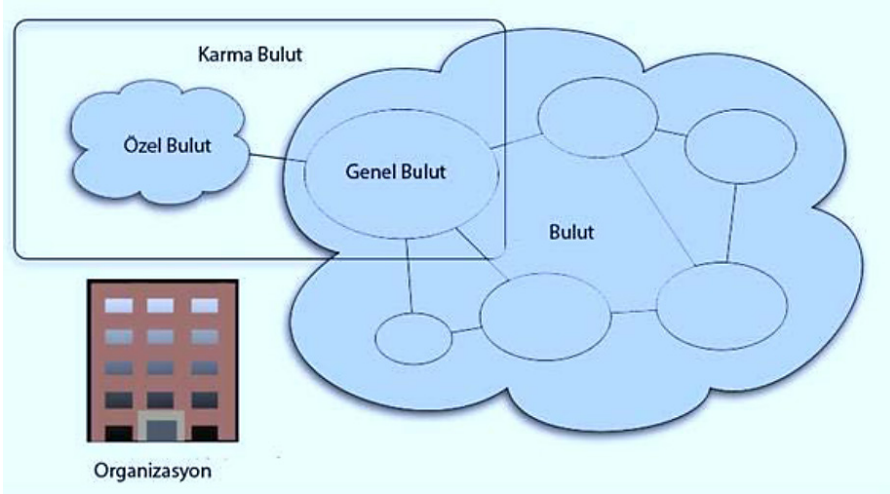 Karma Bulut
Özel Bulut
Genel Bulut
Bulut
Organizasyon